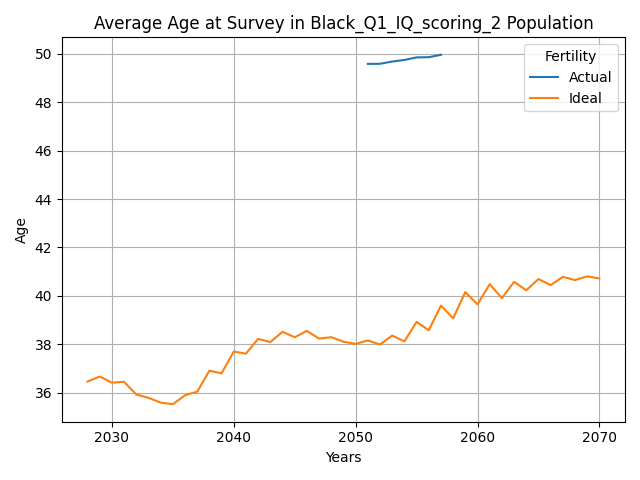 Average Age at Survey in Black_Q1_IQ_scoring_2 Population
Fertility
Actual
Ideal
50
48
46
44
42
40
38
36
Age
2030
2040
2050
2060
2070
Years